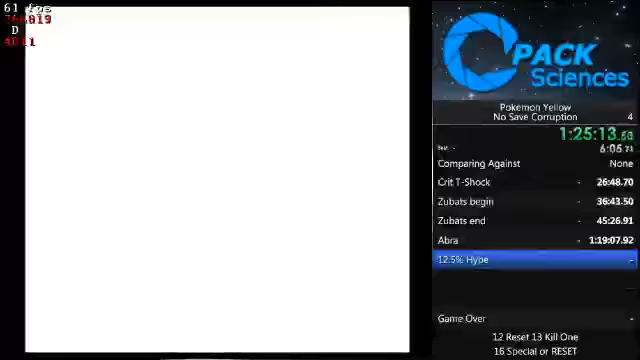 61 fps
D
PACK
Sciences
Pokemon Yellow
No Save Corruption 4
1:25:13.50
6:05.71
Comparing Against None
Crit T-Shock - 26:48.70
Zubats begin - 36:43.50
Zubats end - 45:26.91
Abra - 1:19:07.92
12.5% Hype -
Game Over -
12 Reset 13 Kill One
16 Special or RESET